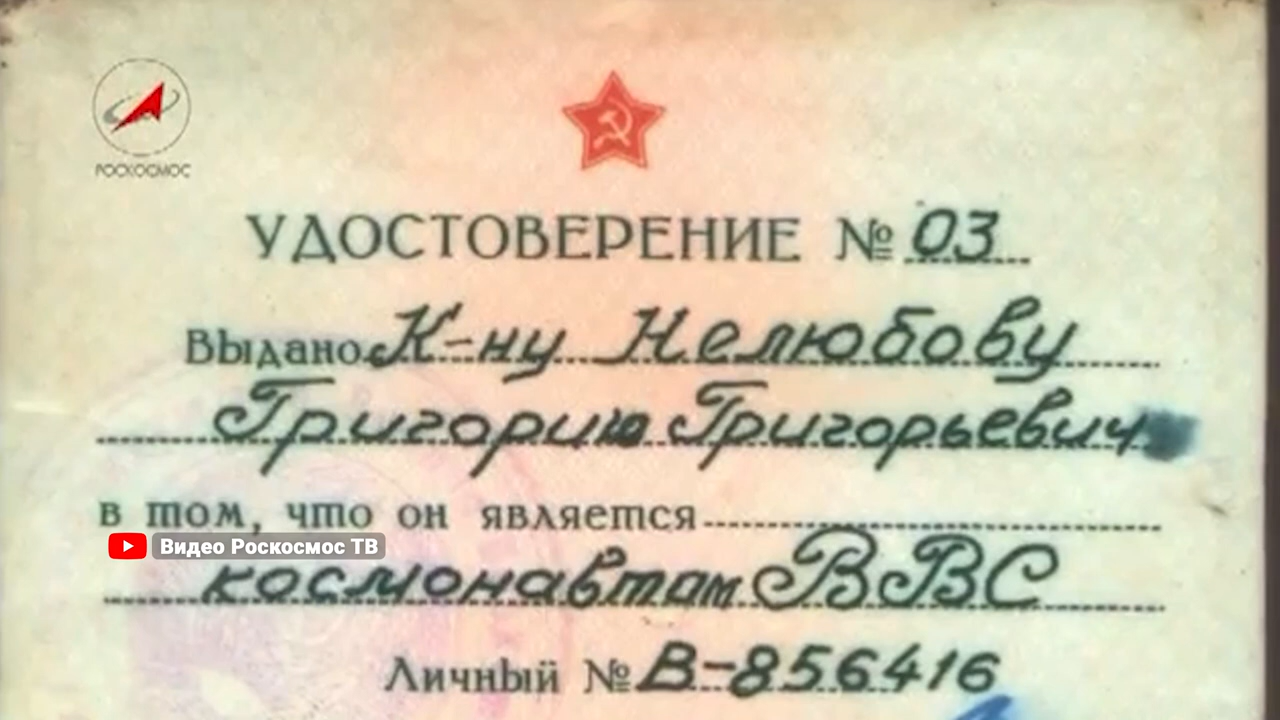 РОСКОСМОС
УДОСТОВЕРЕНИЕ № 03
Выдано К-ну Нелюбову
Григорию Григорьевич
в том, что он является
Видео Роскосмос ТВ
космонавтом ВВС
Личный № В-856416